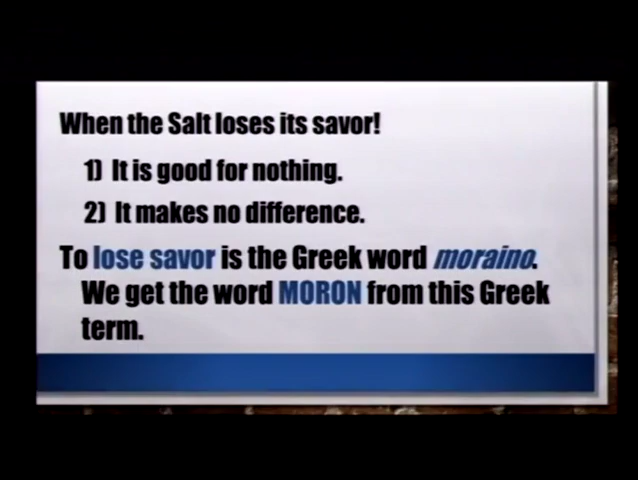 When the Salt loses its savor!
1) It is good for nothing.
2) It makes no difference.
To lose savor is the Greek word moraino.
We get the word MORON from this Greek
term.